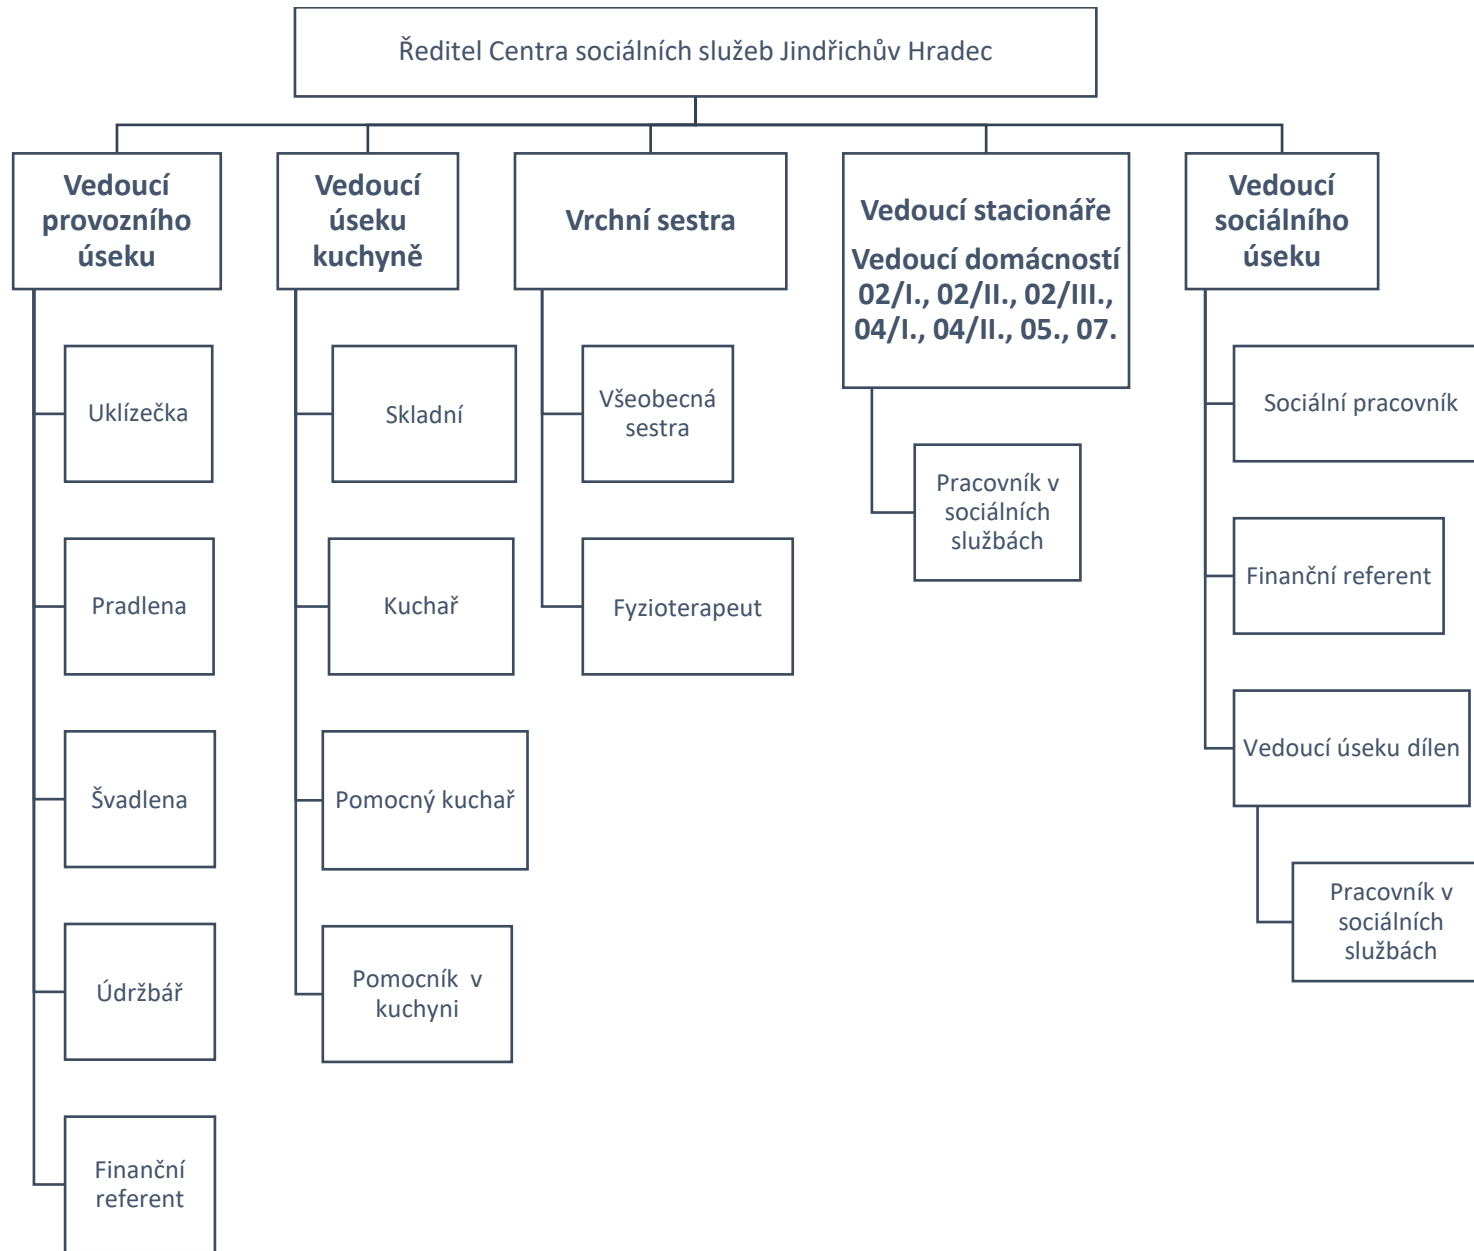 Ředitel Centra sociálních služeb Jindřichův Hradec
Vedoucí
provozního
úseku
Vedoucí
úseku
kuchyně
Vrchní sestra
Vedoucí stacionáře
Vedoucí domácností
02/I., 02/II., 02/III.,
04/I., 04/II., 05., 07.
Vedoucí
sociálního
úseku
Uklízečka
Pradlena
Švadlena
Údržbář
Finanční
referent
Skladní
Kuchař
Pomocný kuchař
Pomocník v
kuchyni
Všeobecná
sestra
Fyzioterapeut
Pracovník v
sociálních
službách
Sociální pracovník
Finanční referent
Vedoucí úseku dílen
Pracovník v
sociálních
službách